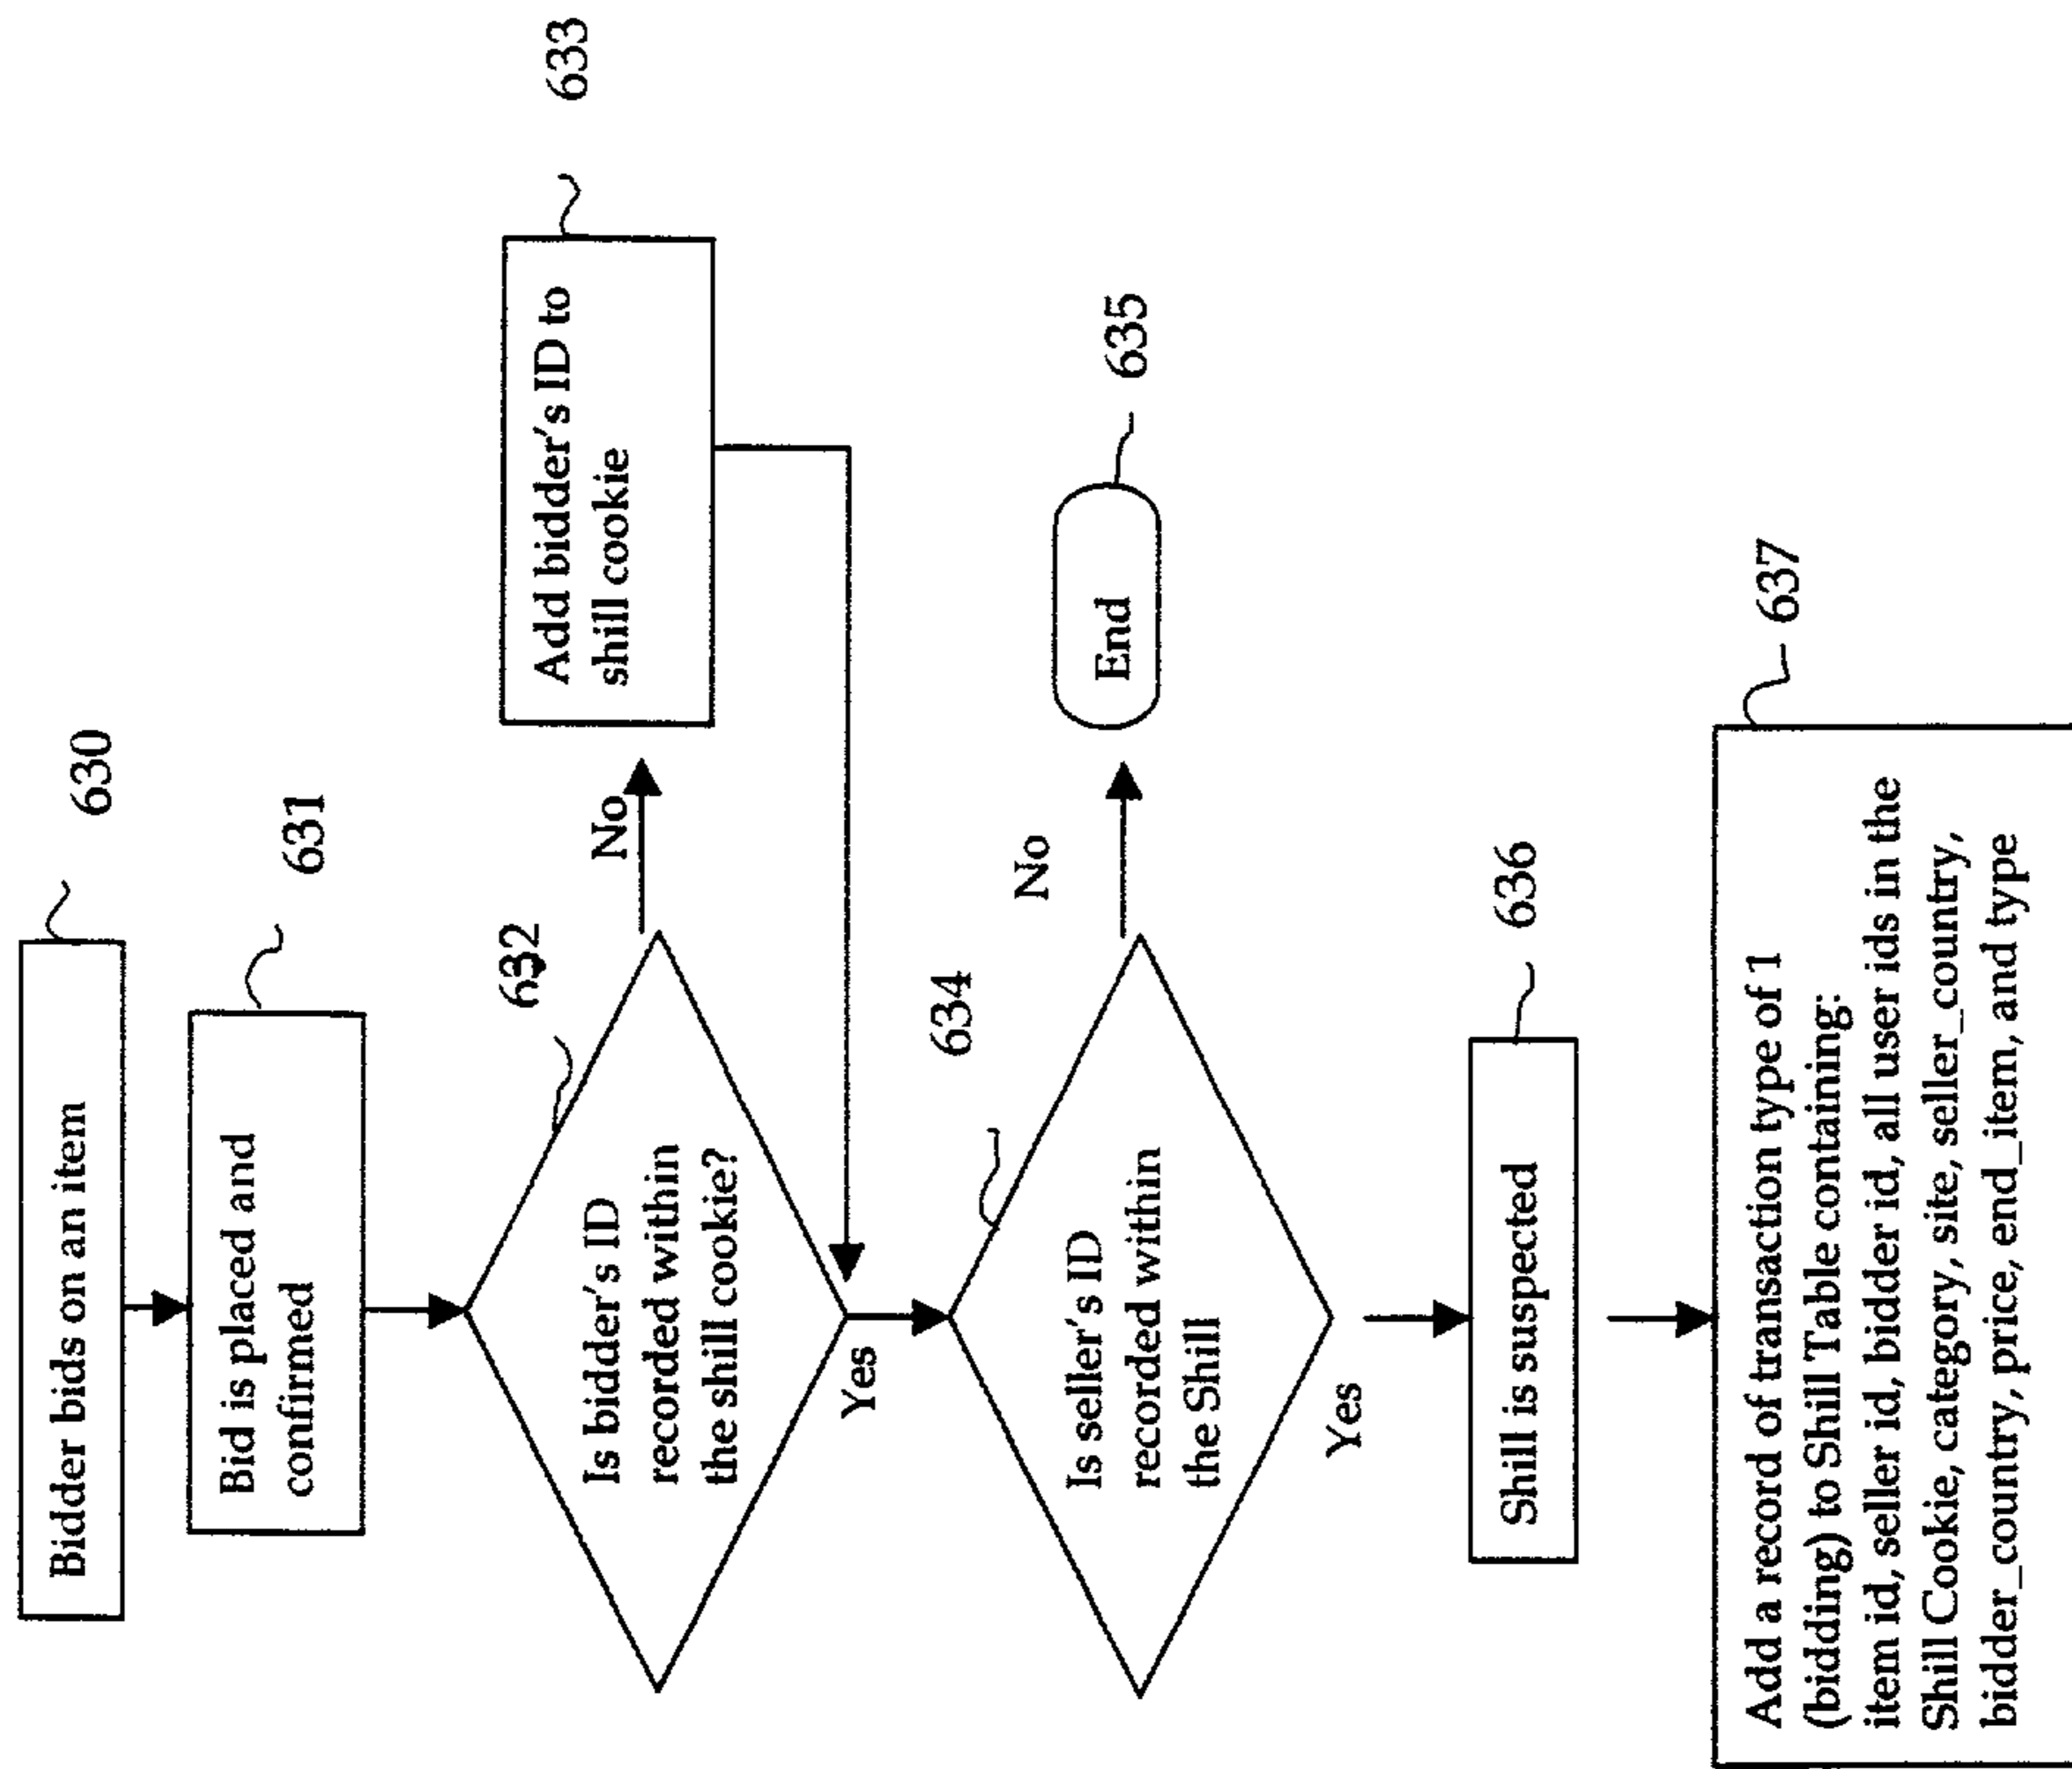 Bidder bids on an item
630
Bid is placed and
confirmed
631
Is bidder's ID
recorded within
the shill cookie?
632
No
Add bidder's ID to
shill cookie
633
Yes
Is seller's ID
recorded within
the Shill
634
No
End
635
Yes
Shill is suspected
636
Add a record of transaction type of 1
(bidding) to Shill Table containing:
item id, seller id, bidder id, all user ids in the
Shill Cookie, category, site, seller_country,
bidder_country, price, end_item, and type
637